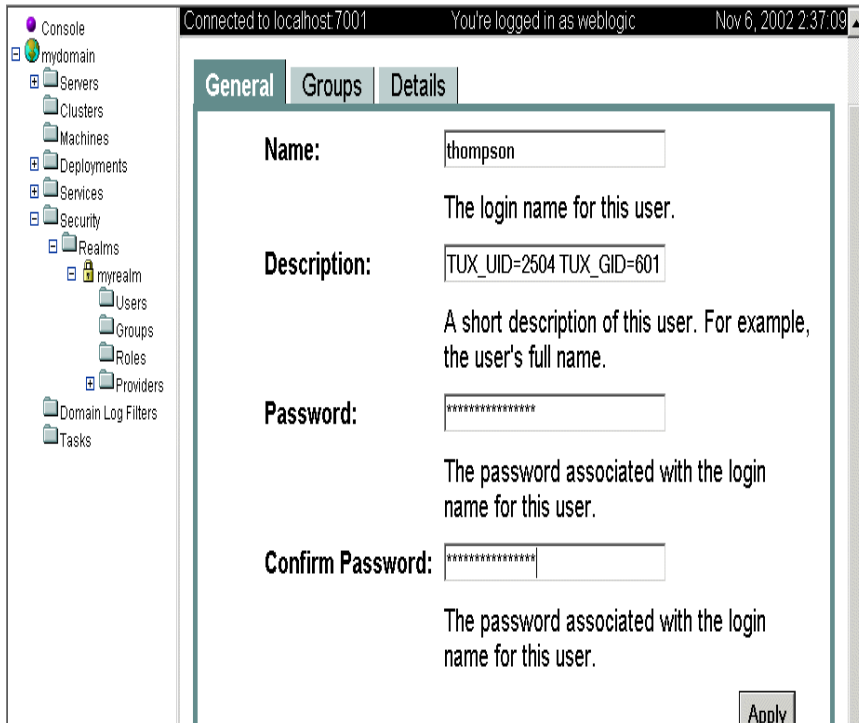 Console
mydomain
Servers
Clusters
Machines
Deployments
Services
Security
Realms
myrealm
Users
Groups
Roles
Providers
Domain Log Filters
Tasks
Connected to localhost:7001 You're logged in as weblogic Nov 6, 2002 2:37:09
General Groups Details
Name: thompson
The login name for this user.
Description: TUX_UID=2504 TUX_GID=601
A short description of this user. For example,
the user's full name.
Password: ****************
The password associated with the login
name for this user.
Confirm Password: ****************
The password associated with the login
name for this user.
Apply